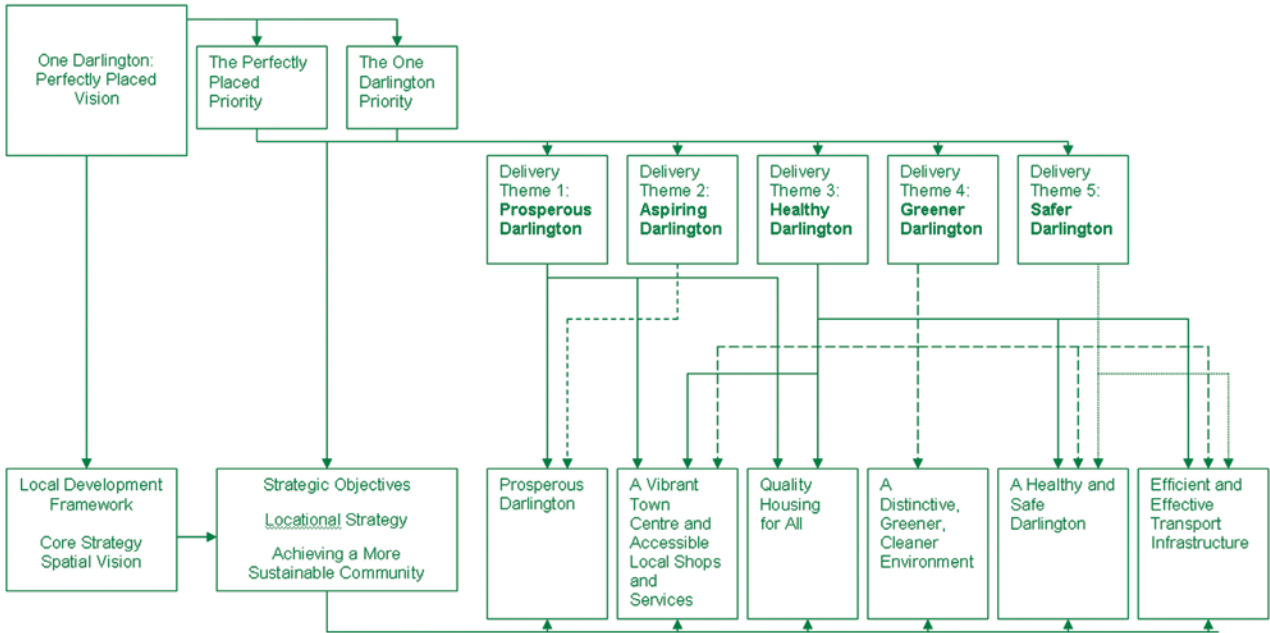 One Darlington:
Perfectly Placed
Vision
The Perfectly
Placed
Priority
The One
Darlington
Priority
Delivery
Theme 1:
Prosperous
Darlington
Delivery
Theme 2:
Aspiring
Darlington
Delivery
Theme 3:
Healthy
Darlington
Delivery
Theme 4:
Greener
Darlington
Delivery
Theme 5:
Safer
Darlington
Local Development
Framework
Core Strategy
Spatial Vision
Strategic Objectives
Locational Strategy
Achieving a More
Sustainable Community
Prosperous
Darlington
A Vibrant
Town
Centre and
Accessible
Local Shops
and
Services
Quality
Housing
for All
A
Distinctive,
Greener,
Cleaner
Environment
A Healthy and
Safe
Darlington
Efficient and
Effective
Transport
Infrastructure